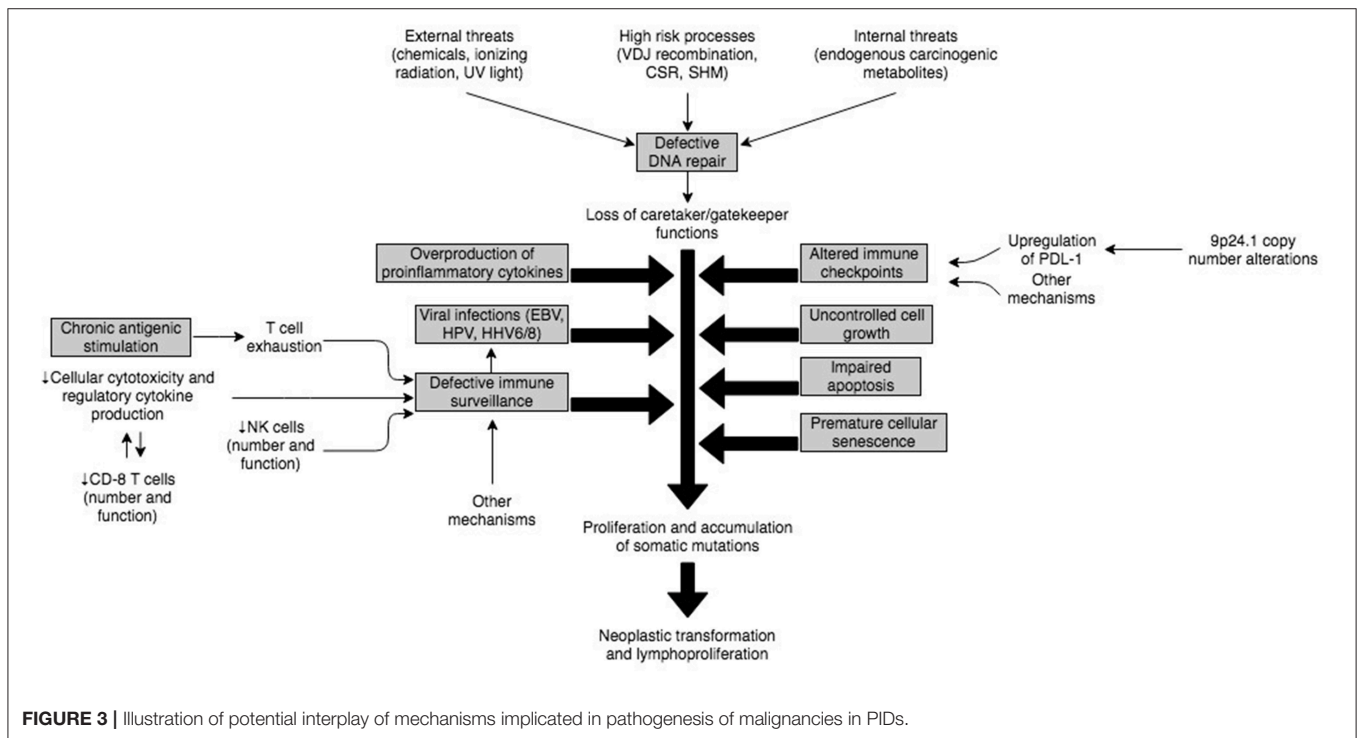 External threats
(chemicals, ionizing
radiation, UV light)
High risk processes
(VDJ recombination,
CSR, SHM)
Internal threats
(endogenous carcinogenic
metabolites)
Defective
DNA repair
Loss of caretaker/gatekeeper
functions
Overproduction of
proinflammatory cytokines
Altered immune
checkpoints
Upregulation
of PDL-1
9p24.1 copy
number alterations
Other
mechanisms
Chronic antigenic
stimulation
T cell
exhaustion
Viral infections (EBV,
HPV, HHV6/8)
Uncontrolled cell
growth
↓Cellular cytotoxicity and
regulatory cytokine
production
Defective immune
surveillance
Impaired
apoptosis
↓NK cells
(number and
function)
Premature cellular
senescence
↓CD-8 T cells
(number and
function)
Other
mechanisms
Proliferation and accumulation
of somatic mutations
Neoplastic transformation
and lymphoproliferation
FIGURE 3 | Illustration of potential interplay of mechanisms implicated in pathogenesis of malignancies in PIDs.